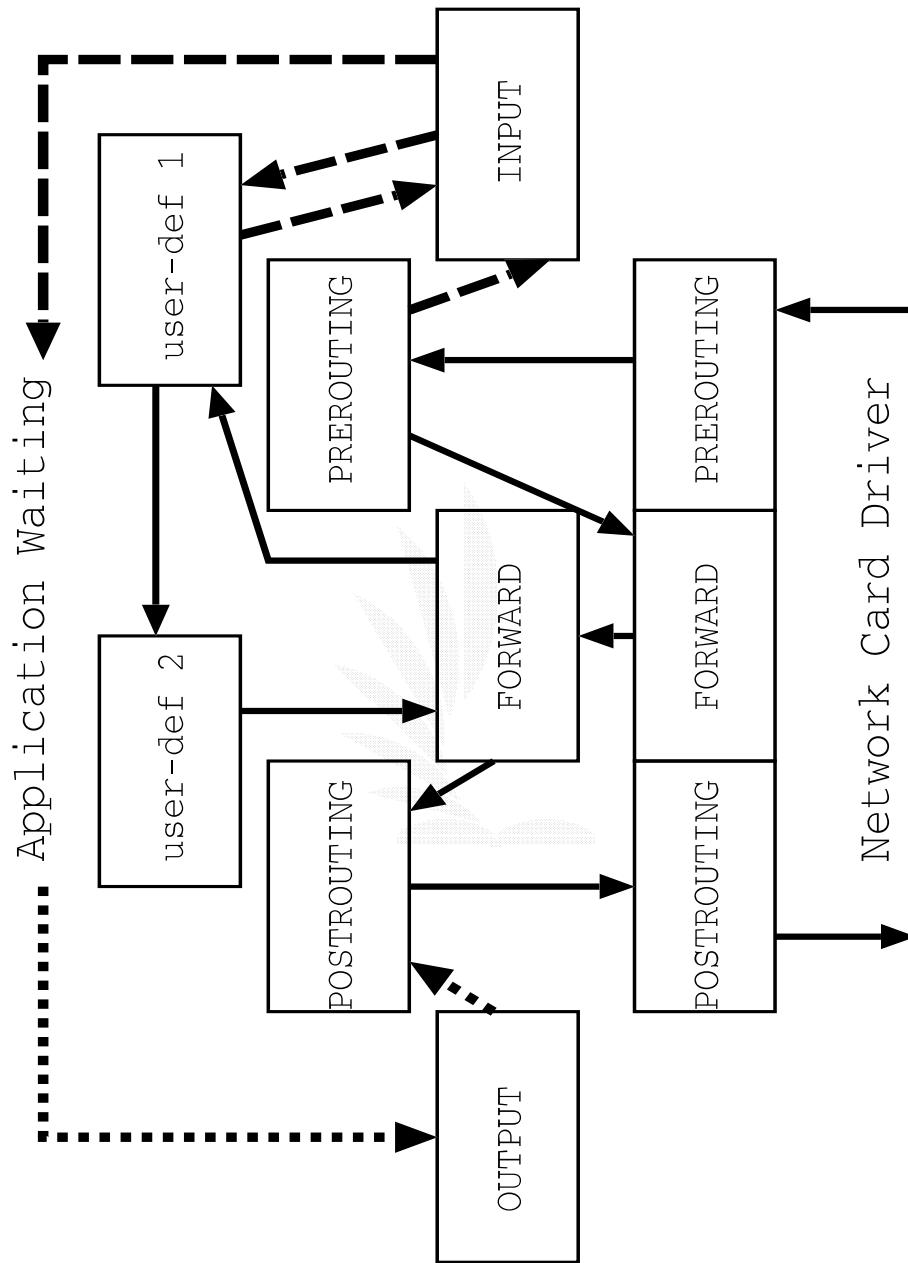 Application Waiting
user-def 2
user-def 1
POSTROUTING
PREROUTING
OUTPUT
FORWARD
INPUT
POSTROUTING
FORWARD
PREROUTING
Network Card Driver